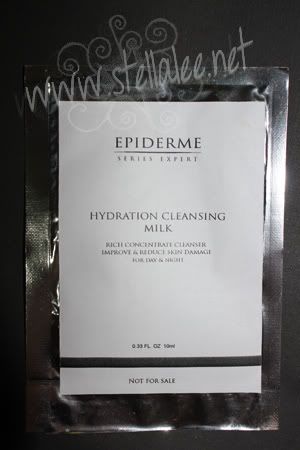 www.stellalee.net
EPIDERME
SERIES EXPERT
HYDRATION CLEANSING
MILK
RICH CONCENTRATE CLEANSER
IMPROVE & REDUCE SKIN DAMAGE
FOR DAY & NIGHT
0.33 FL. OZ 10ml
NOT FOR SALE